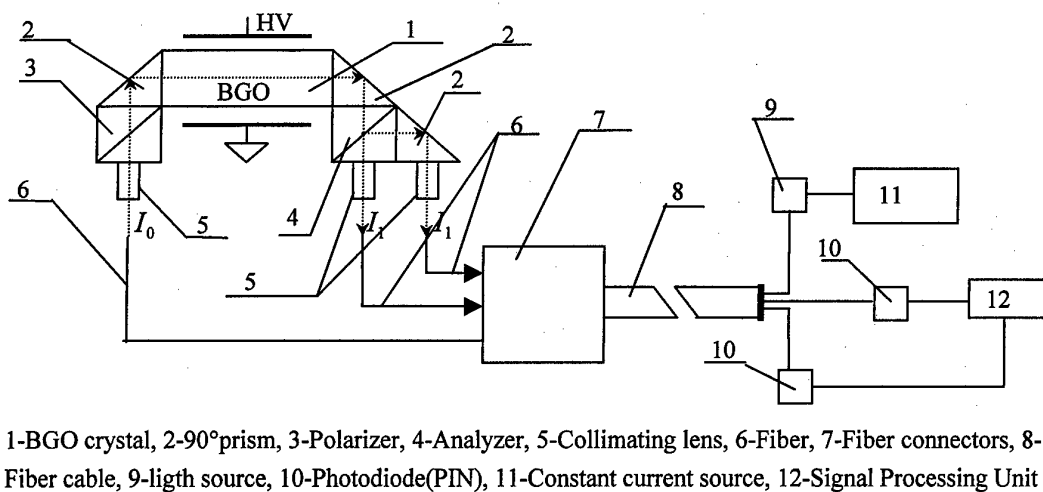 HV
2
1
2
3
BGO
2
6
7
9
11
6
I₀
5
4
I₁
I₁
8
10
5
12
10
1-BGO crystal, 2-90°prism, 3-Polarizer, 4-Analyzer, 5-Collimating lens, 6-Fiber, 7-Fiber connectors, 8-
Fiber cable, 9-ligth source, 10-Photodiode(PIN), 11-Constant current source, 12-Signal Processing Unit